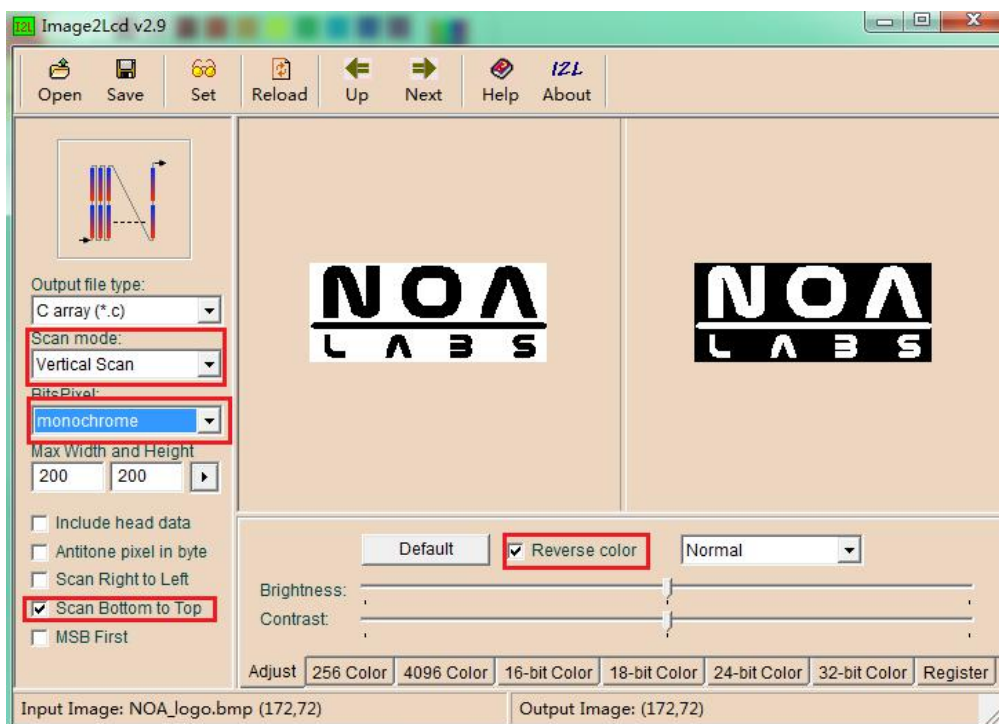 I2L Image2Lcd v2.9
Open Save Set Reload Up Next Help I2L About
Output file type:
C array (*.c)
Scan mode:
Vertical Scan
BitsPixel:
monochrome
Max Width and Height
200 200
Include head data
Antitone pixel in byte
Scan Right to Left
Scan Bottom to Top
MSB First
NOA
LABS
NOA
LABS
Default Reverse color Normal
Brightness:
Contrast:
Adjust 256 Color 4096 Color 16-bit Color 18-bit Color 24-bit Color 32-bit Color Register
Input Image: NOA_logo.bmp (172,72) Output Image: (172,72)